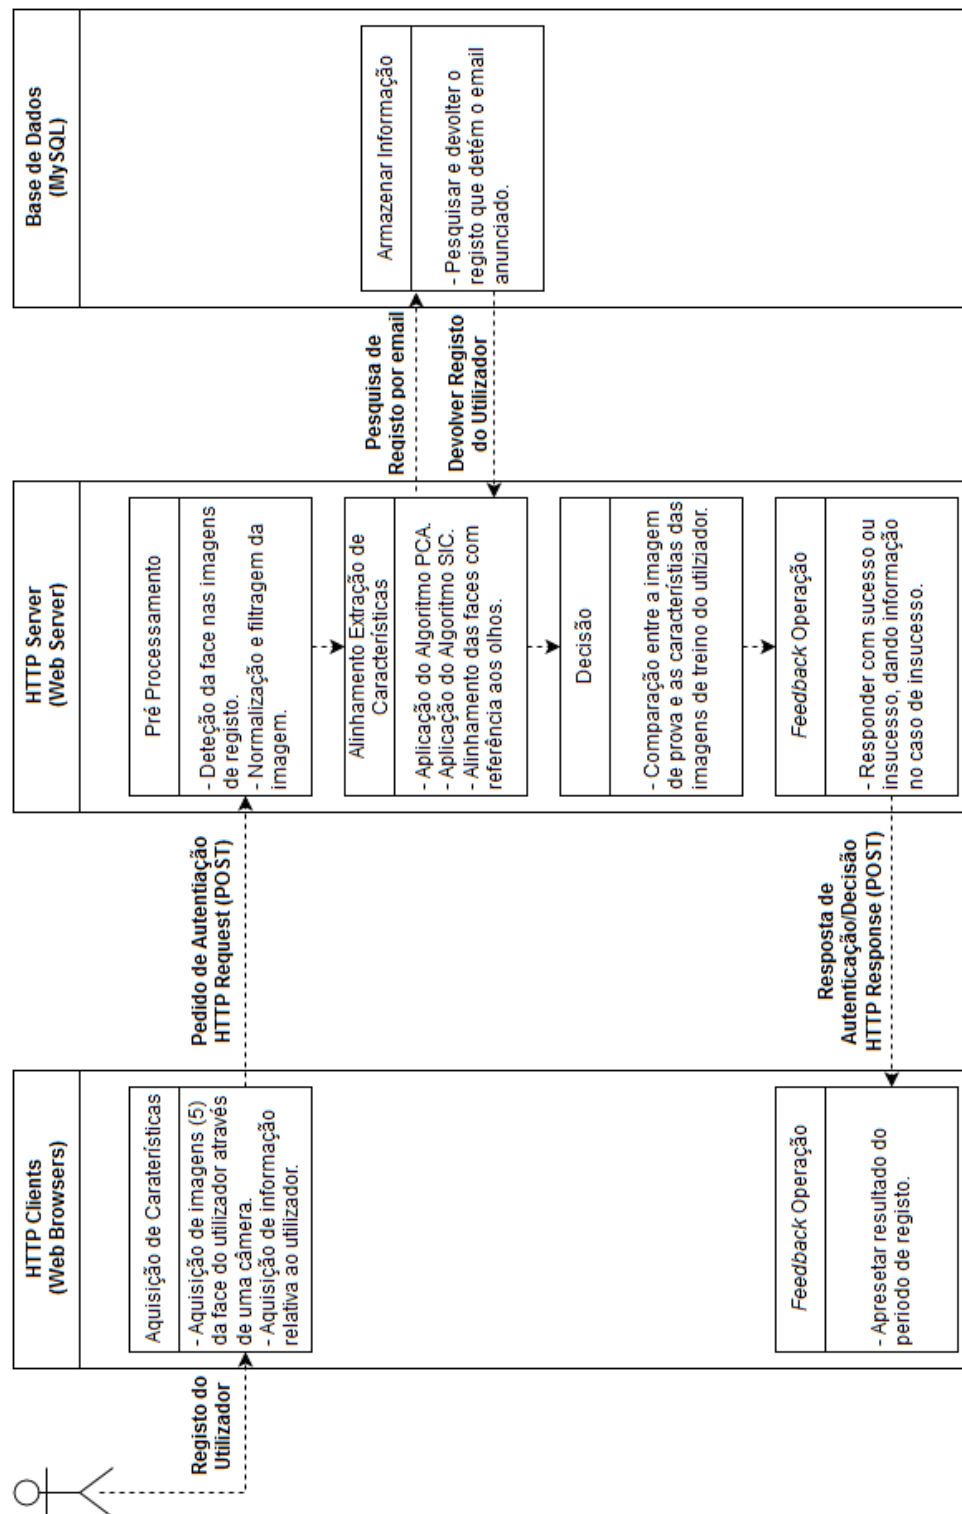 Registo do
Utilizador
HTTP Clients
(Web Browsers)
Aquisição de Caraterísticas
- Aquisição de imagens (5)
da face do utilizador através
de uma câmera.
- Aquisição de informação
relativa ao utilizador.
Feedback Operação
- Apresetar resultado do
periodo de registo.
Pedido de Autentiação
HTTP Request (POST)
Resposta de
Autenticação/Decisão
HTTP Response (POST)
HTTP Server
(Web Server)
Pré Processamento
- Deteção da face nas imagens
de registo.
- Normalização e filtragem da
imagem.
Alinhamento Extração de
Características
- Aplicação do Algoritmo PCA.
- Aplicação do Algoritmo SIC.
- Alinhamento das faces com
referência aos olhos.
Decisão
- Comparação entre a imagem
de prova e as característias das
imagens de treino do utilziador.
Feedback Operação
- Responder com sucesso ou
insucesso, dando informação
no caso de insucesso.
Pesquisa de
Registo por email
Devolver Registo
do Utilizador
Base de Dados
(MySQL)
Armazenar Informação
- Pesquisar e devolter o
registo que detém o email
anunciado.